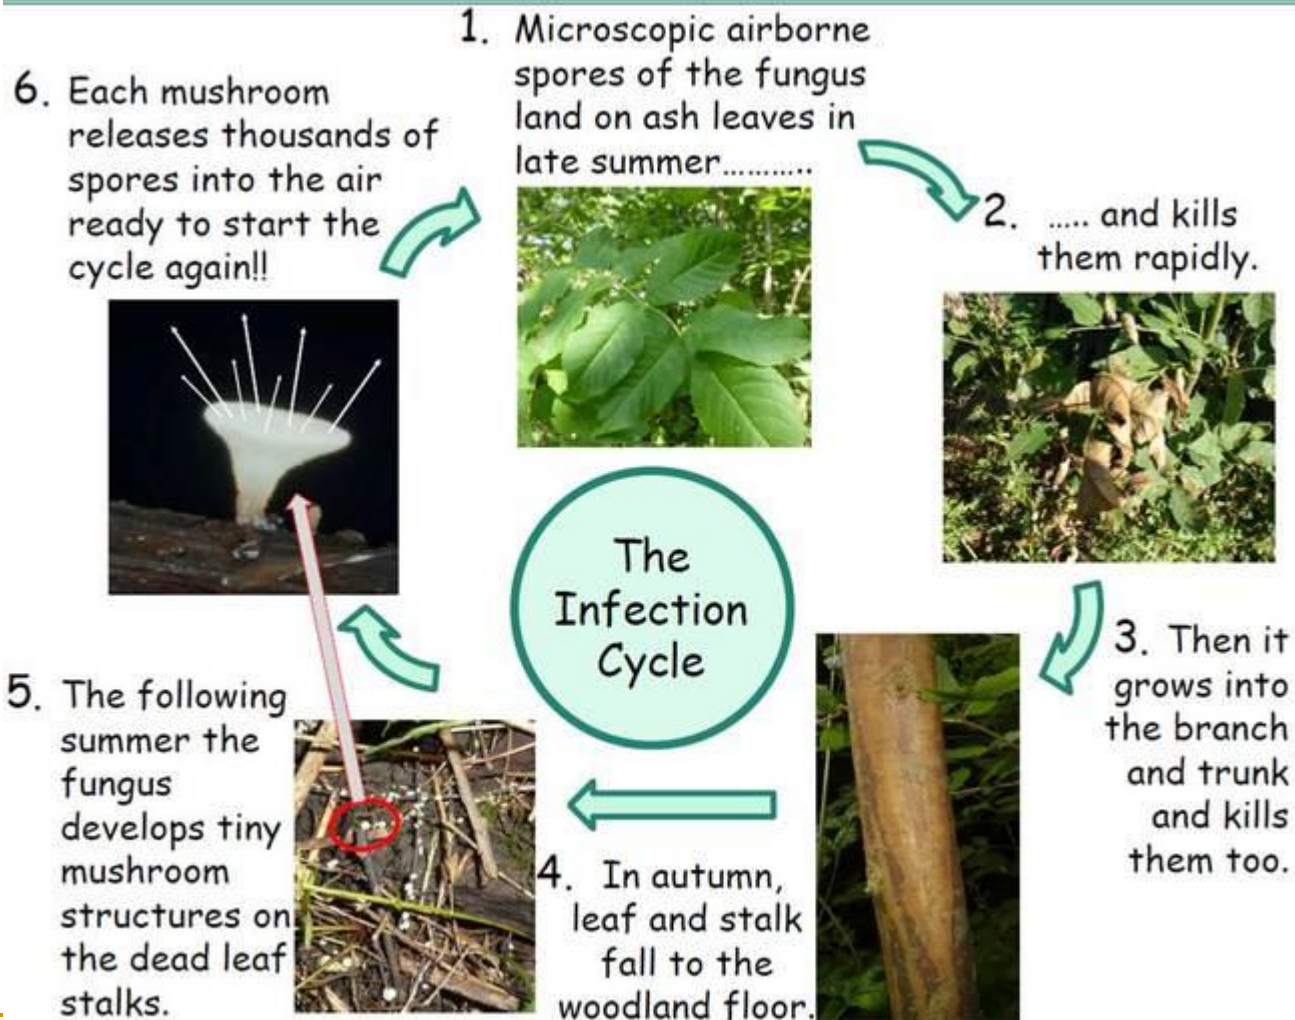 1. Microscopic airborne
spores of the fungus
land on ash leaves in
late summer………..
2. ….. and kills
them rapidly.
3. Then it
grows into
the branch
and trunk
and kills
them too.
4. In autumn,
leaf and stalk
fall to the
woodland floor.
5. The following
summer the
fungus
develops tiny
mushroom
structures on
the dead leaf
stalks.
6. Each mushroom
releases thousands of
spores into the air
ready to start the
cycle again!!
The
Infection
Cycle